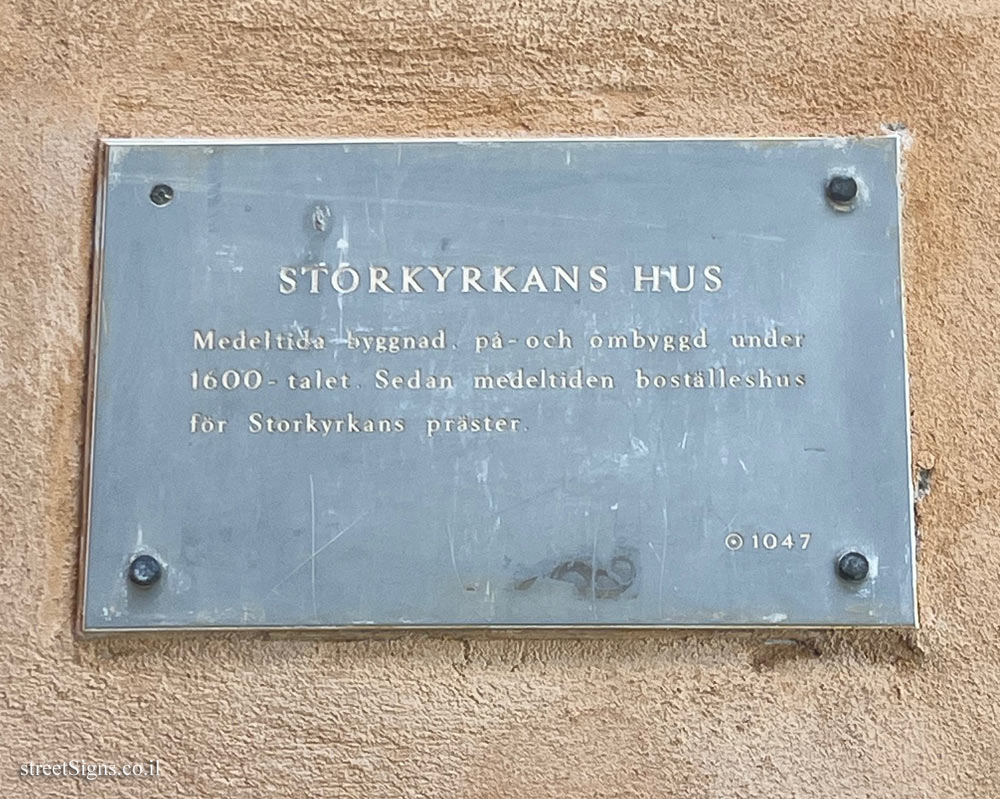 STORKYRKANS HUS
Medeltida byggnad, på- och ombyggd under
1600-talet. Sedan medeltiden boställeshus
för Storkyrkans präster.
⊙ 1047
streetSigns.co.il